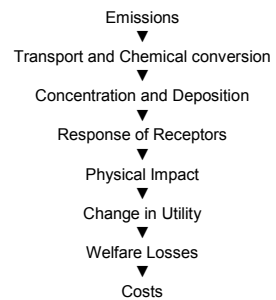 Emissions
▼
Transport and Chemical conversion
▼
Concentration and Deposition
▼
Response of Receptors
▼
Physical Impact
▼
Change in Utility
▼
Welfare Losses
▼
Costs